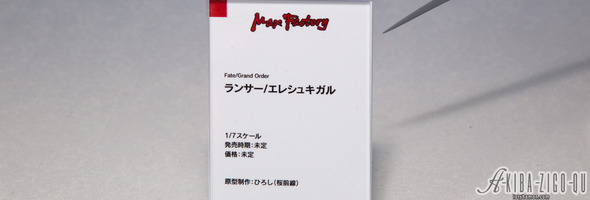 Max Factory
Fate/Grand Order
ランサー/エレシュキガル
1/7スケール
発売時期:未定
価格:未定
原型制作:ひろし(桜前線)
A-KIBA-ZIGO-QU